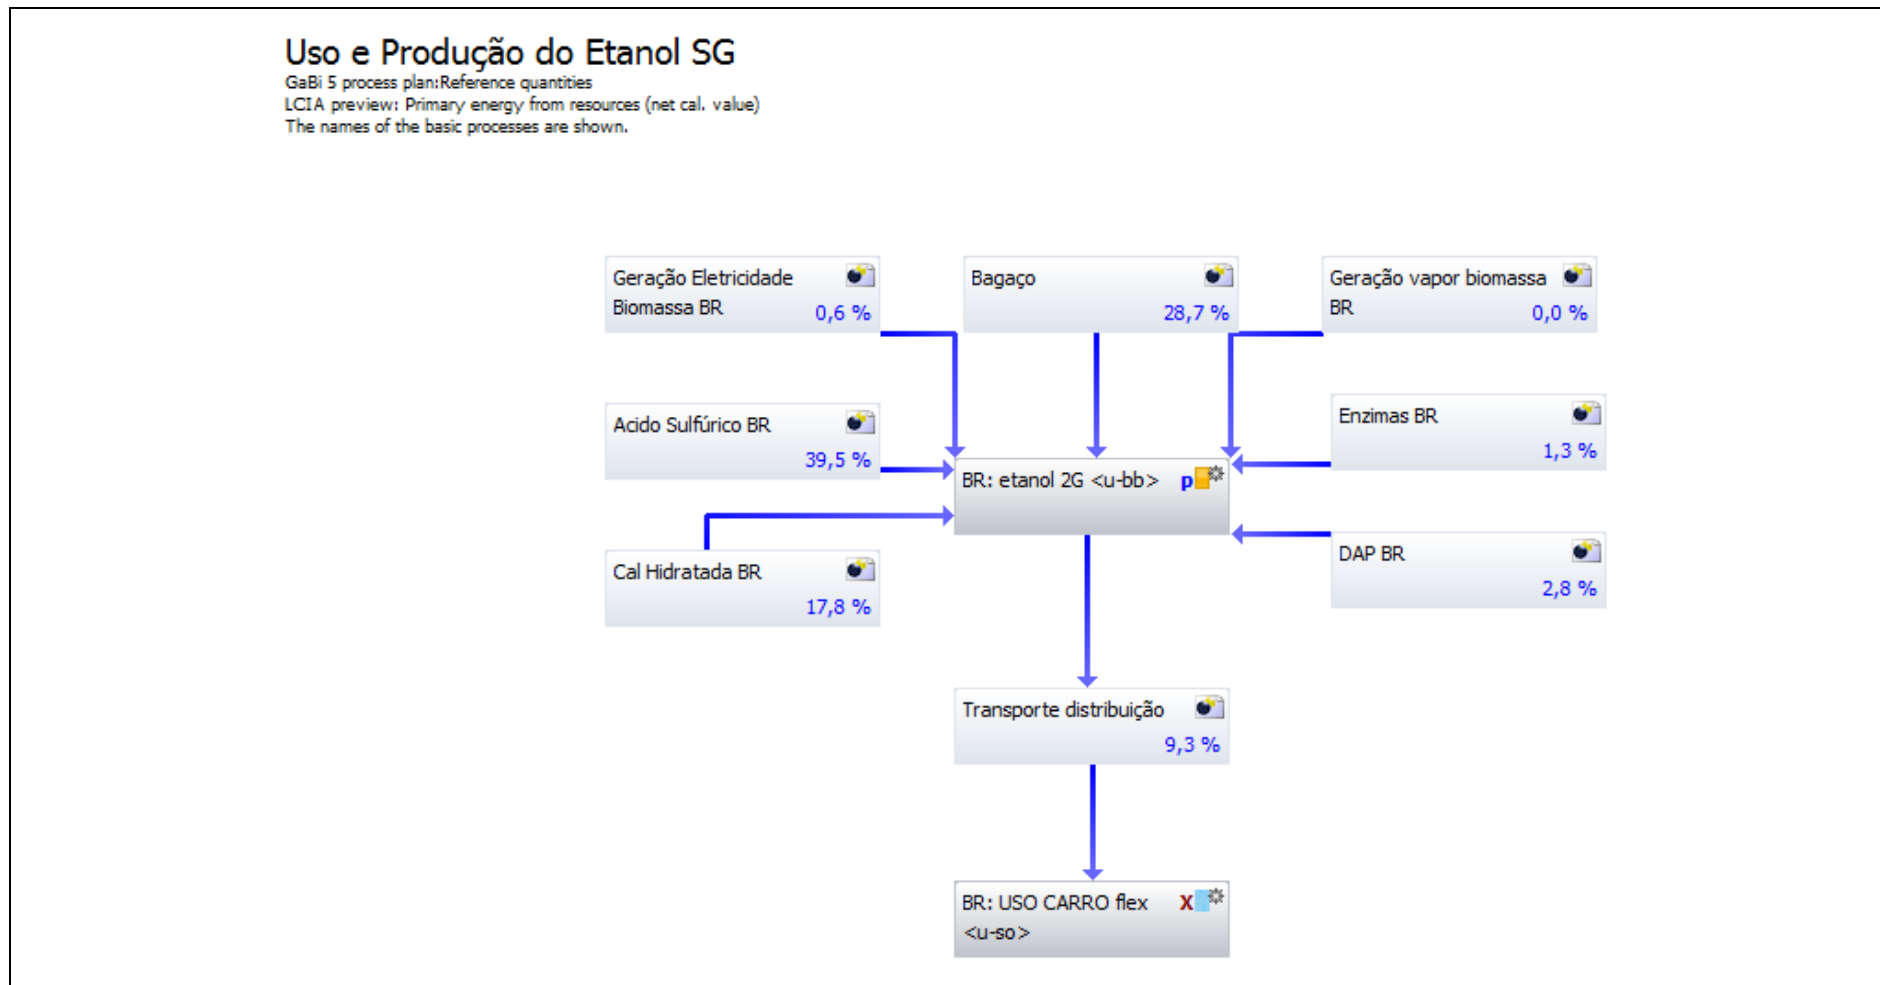 Uso e Produção do Etanol SG
GaBi 5 process plan:Reference quantities
LCIA preview: Primary energy from resources (net cal. value)
The names of the basic processes are shown.
Geração Eletricidade
Biomassa BR
0,6 %
Bagaço
28,7 %
Geração vapor biomassa
BR
0,0 %
Acido Sulfúrico BR
39,5 %
Enzimas BR
1,3 %
BR: etanol 2G <u-bb>
p
Cal Hidratada BR
17,8 %
DAP BR
2,8 %
Transporte distribuição
9,3 %
BR: USO CARRO flex
X
<u-so>